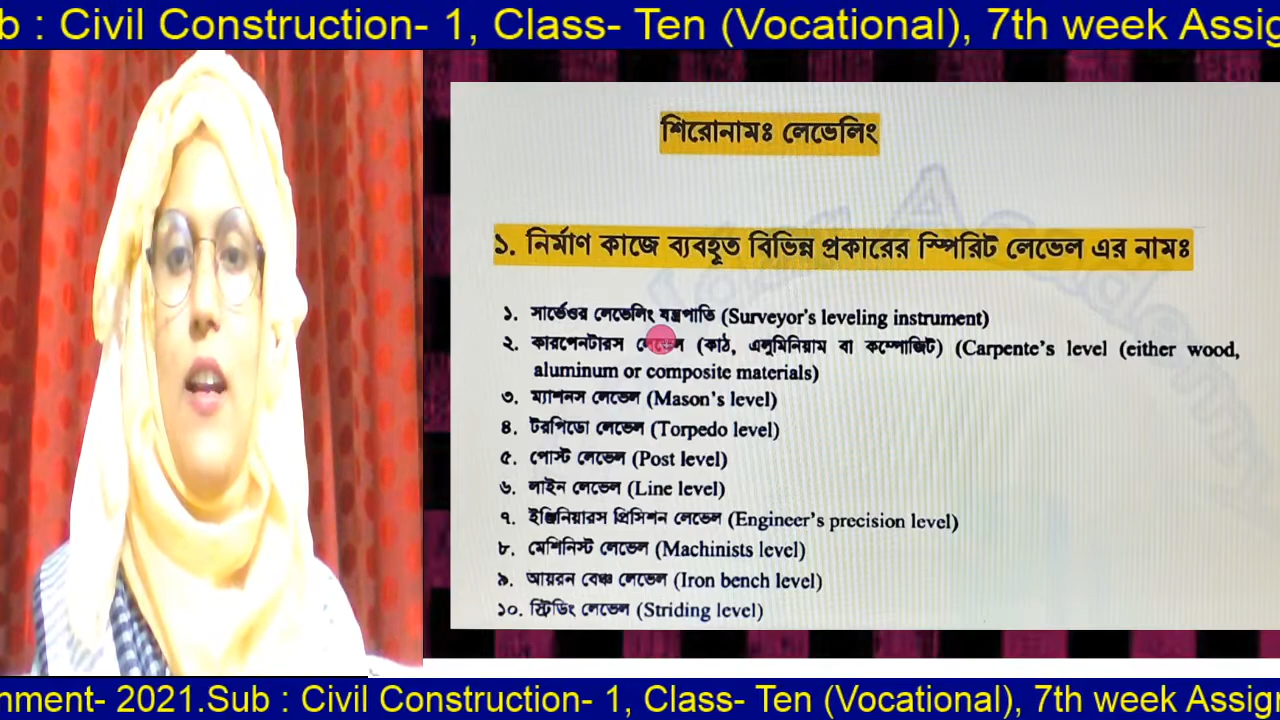 b : Civil Construction- 1, Class- Ten (Vocational), 7th week Assig
শিরোনামঃ লেভেলিং
১. নির্মাণ কাজে ব্যবহৃত বিভিন্ন প্রকারের স্পিরিট লেভেল এর নামঃ
১. সার্ভেওর লেভেলিং যন্ত্রপাতি (Surveyor's leveling instrument)
২. কারপেনটারস লেভেল (কাঠ, এলুমিনিয়াম বা কম্পোজিট) (Carpente's level (either wood,
aluminum or composite materials)
৩. ম্যাশনস লেভেল (Mason's level)
৪. টরপিডো লেভেল (Torpedo level)
৫. পোস্ট লেভেল (Post level)
৬. লাইন লেভেল (Line level)
৭. ইঞ্জিনিয়ারস প্রিসিশন লেভেল (Engineer's precision level)
৮. মেশিনিস্ট লেভেল (Machinists level)
৯. আয়রন বেঞ্চ লেভেল (Iron bench level)
১০. স্ট্রিডিং লেভেল (Striding level)
nment- 2021.Sub : Civil Construction- 1, Class- Ten (Vocational), 7th week Assig